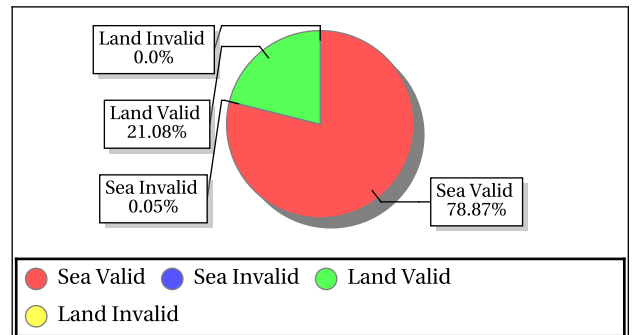 Land Invalid
0.0%
Land Valid
21.08%
Sea Invalid
0.05%
Sea Valid
78.87%
Sea Valid Sea Invalid Land Valid
Land Invalid